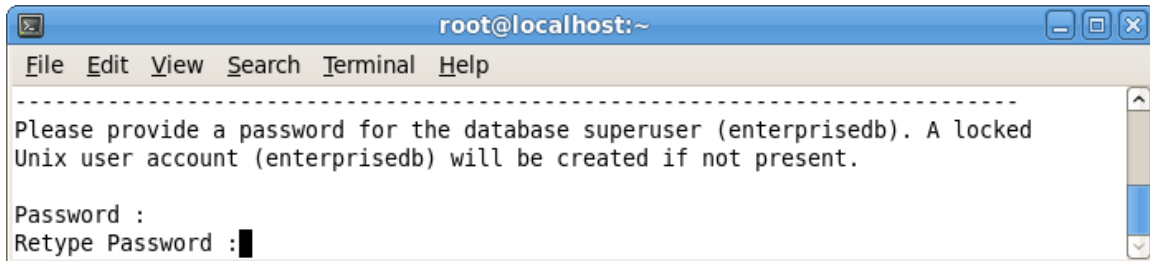 root@localhost:~
File Edit View Search Terminal Help
--------------------------------------------------------------------------------
Please provide a password for the database superuser (enterprisedb). A locked
Unix user account (enterprisedb) will be created if not present.
Password :
Retype Password :